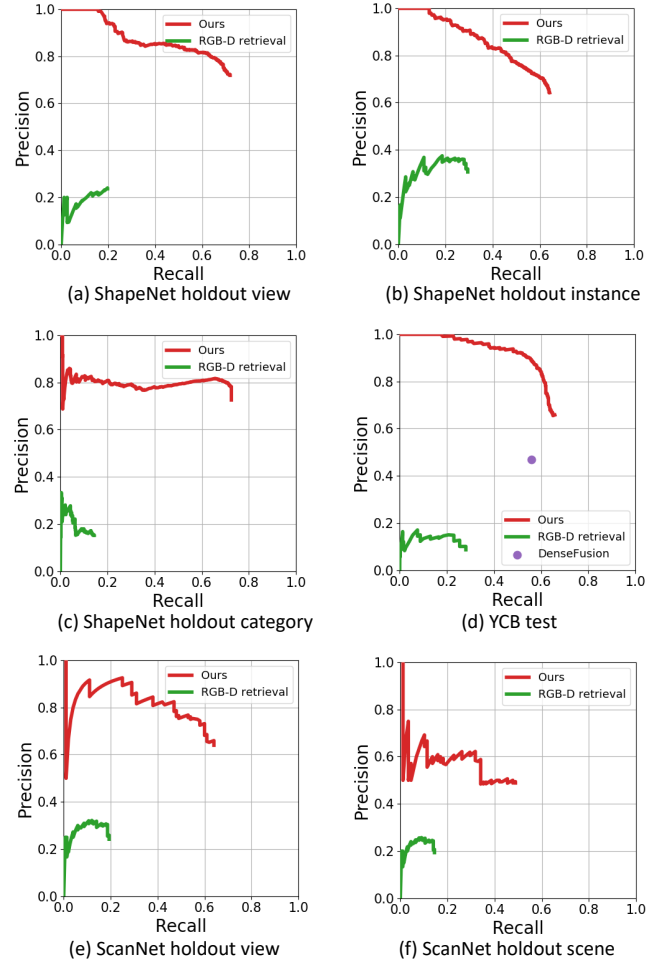 1.0
0.8
0.6
0.4
0.2
0.0
Precision
Ours
RGB-D retrieval
0.0 0.2 0.4 0.6 0.8 1.0
Recall
(a) ShapeNet holdout view
1.0
0.8
0.6
0.4
0.2
0.0
Precision
Ours
RGB-D retrieval
0.0 0.2 0.4 0.6 0.8 1.0
Recall
(b) ShapeNet holdout instance
1.0
0.8
0.6
0.4
0.2
0.0
Precision
Ours
RGB-D retrieval
0.0 0.2 0.4 0.6 0.8 1.0
Recall
(c) ShapeNet holdout category
1.0
0.8
0.6
0.4
0.2
0.0
Precision
Ours
RGB-D retrieval
DenseFusion
0.0 0.2 0.4 0.6 0.8 1.0
Recall
(d) YCB test
1.0
0.8
0.6
0.4
0.2
0.0
Precision
Ours
RGB-D retrieval
0.0 0.2 0.4 0.6 0.8 1.0
Recall
(e) ScanNet holdout view
1.0
0.8
0.6
0.4
0.2
0.0
Precision
Ours
RGB-D retrieval
0.0 0.2 0.4 0.6 0.8 1.0
Recall
(f) ScanNet holdout scene